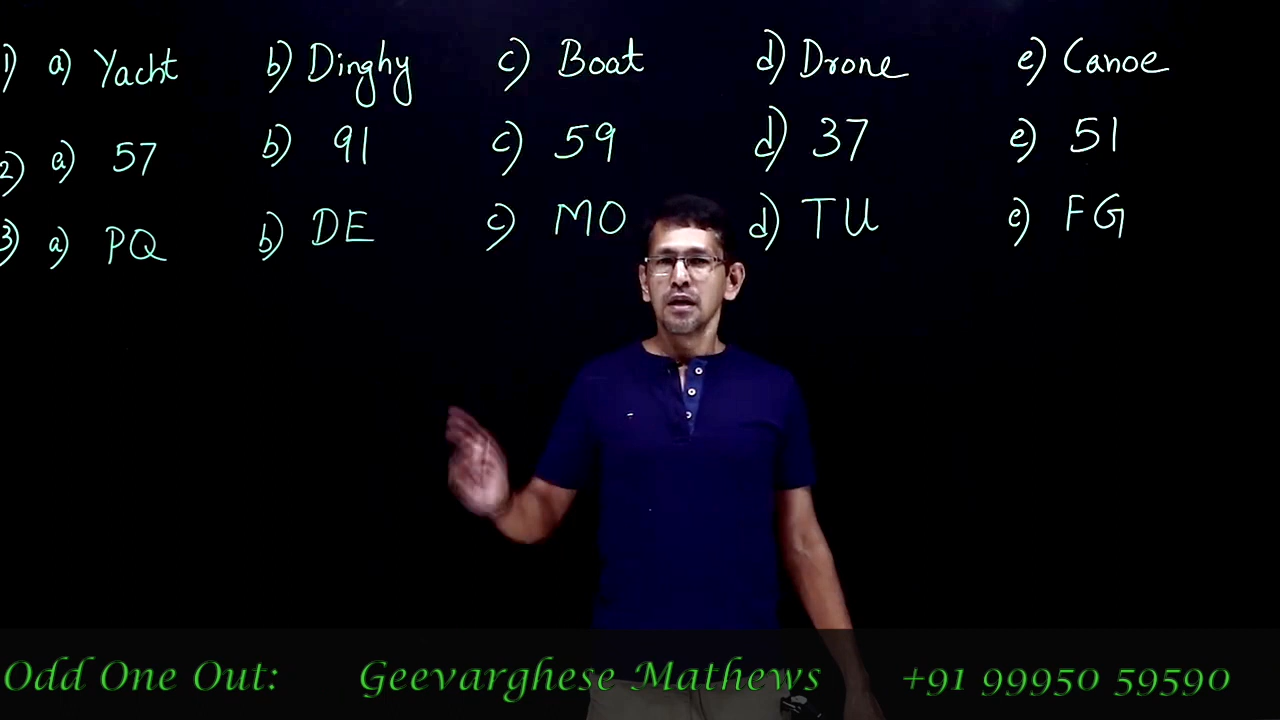 1) a) Yacht b) Dinghy c) Boat d) Drone e) Canoe
2) a) 57 b) 91 c) 59 d) 37 e) 51
3) a) PQ b) DE c) MO d) TU e) FG
Odd One Out: Geevarghese Mathews +91 99950 59590